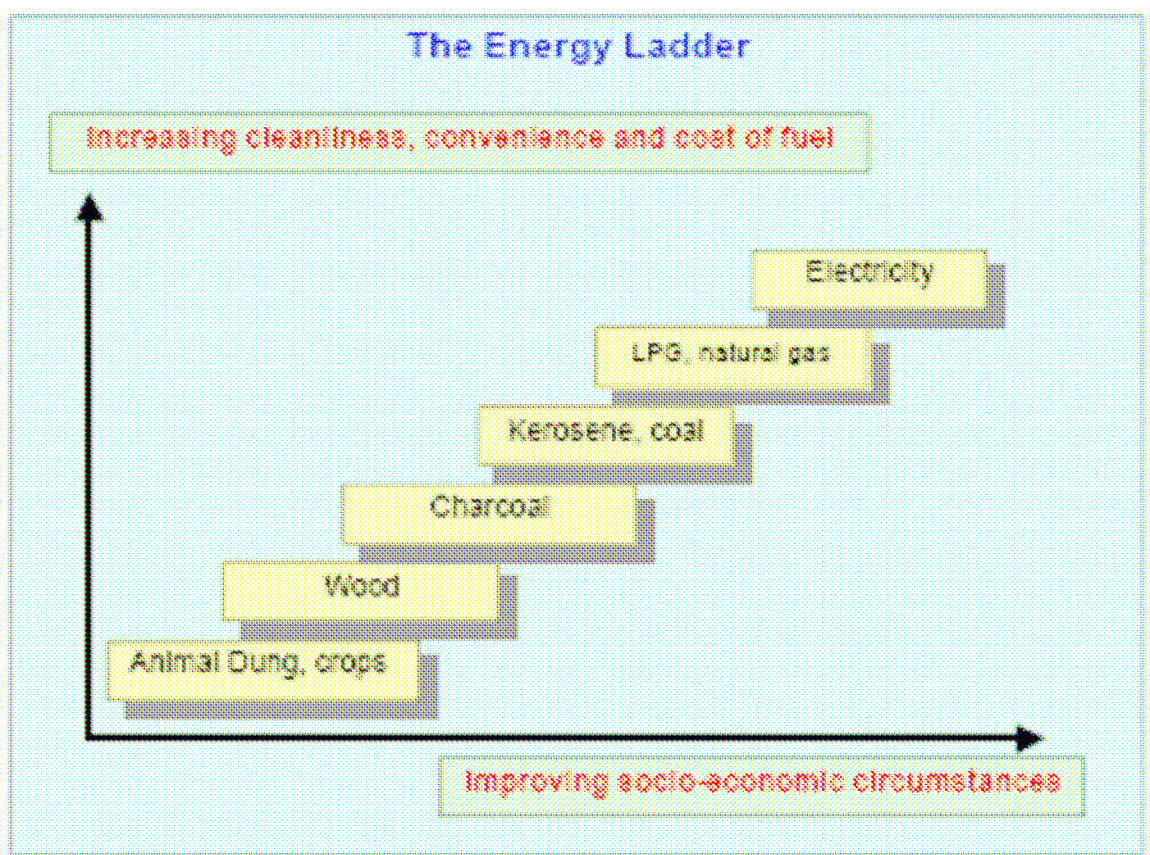 The Energy Ladder
Increasing cleanliness, convenience and cost of fuel
Electricity
LPG, natural gas
Kerosene, coal
Charcoal
Wood
Animal Dung, crops
Improving socio-economic circumstances